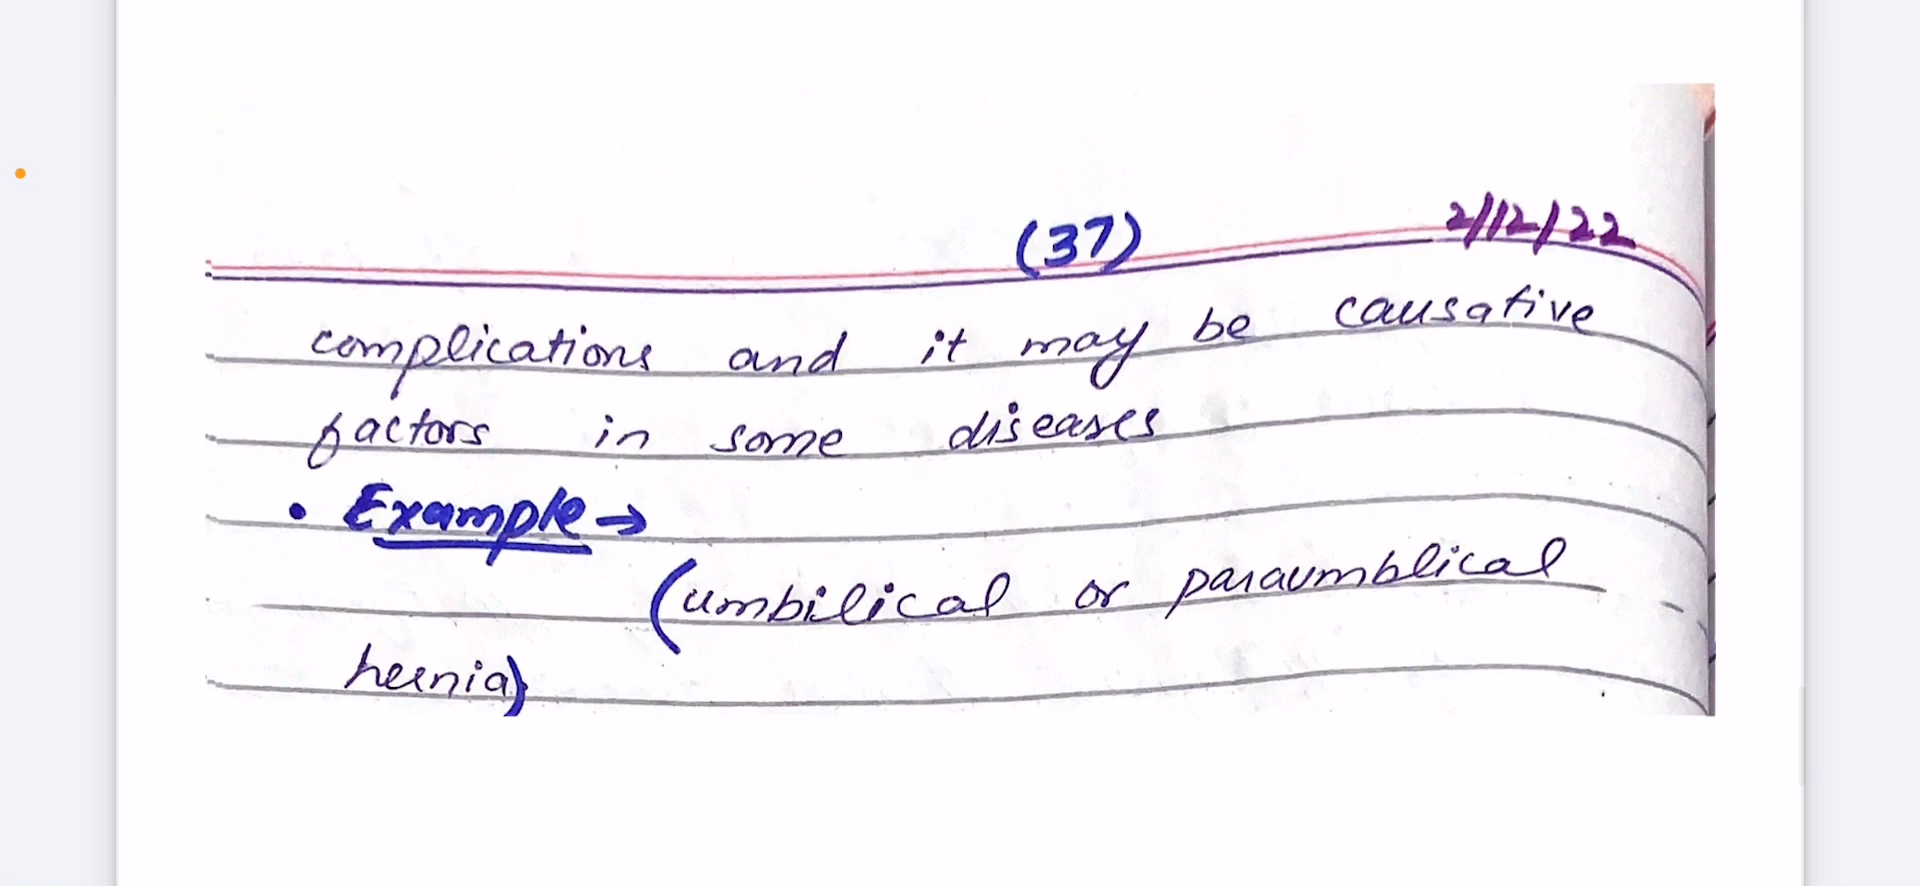 (37) 2/12/22
complications and it may be causative
factors in some diseases
• Example →
(umbilical or paraumblical
hernia)